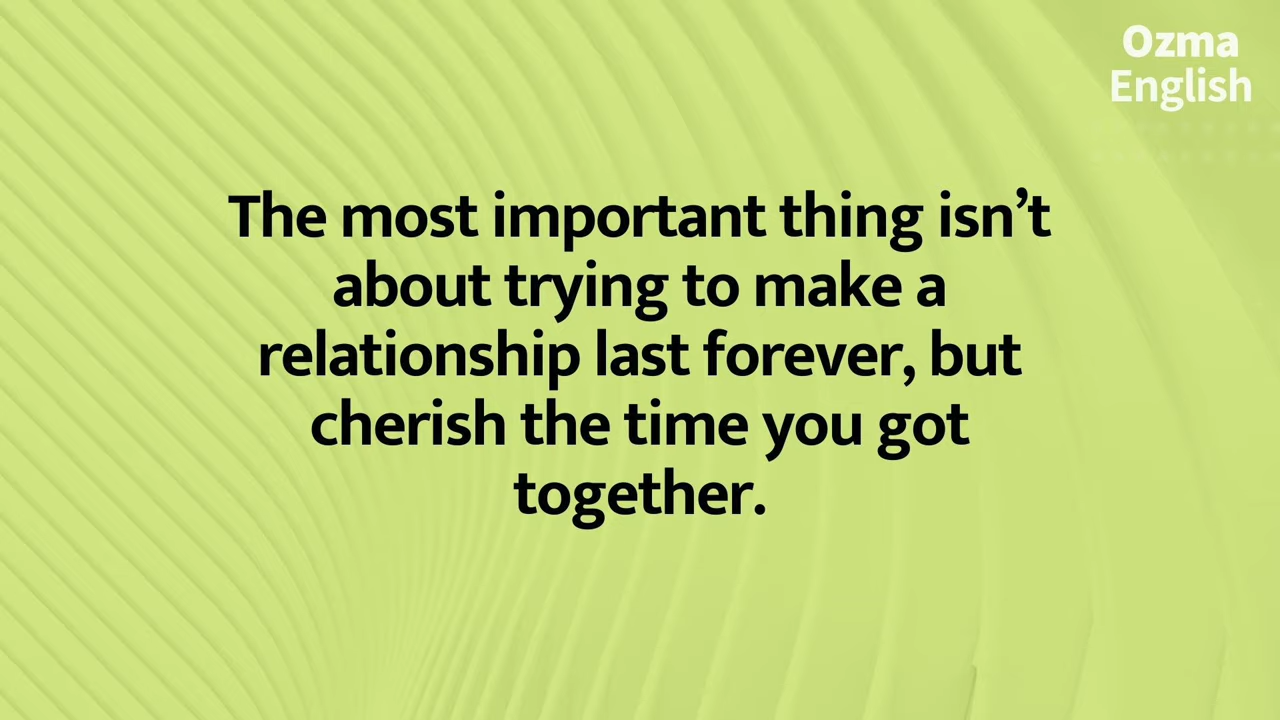 Ozma
English
The most important thing isn’t
about trying to make a
relationship last forever, but
cherish the time you got
together.